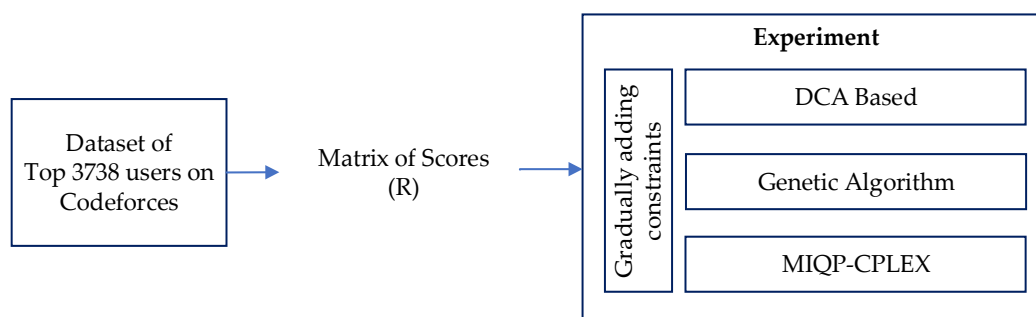 Dataset of
Top 3738 users on
Codeforces
Matrix of Scores
(R)
Experiment
Gradually adding
constraints
DCA Based
Genetic Algorithm
MIQP-CPLEX